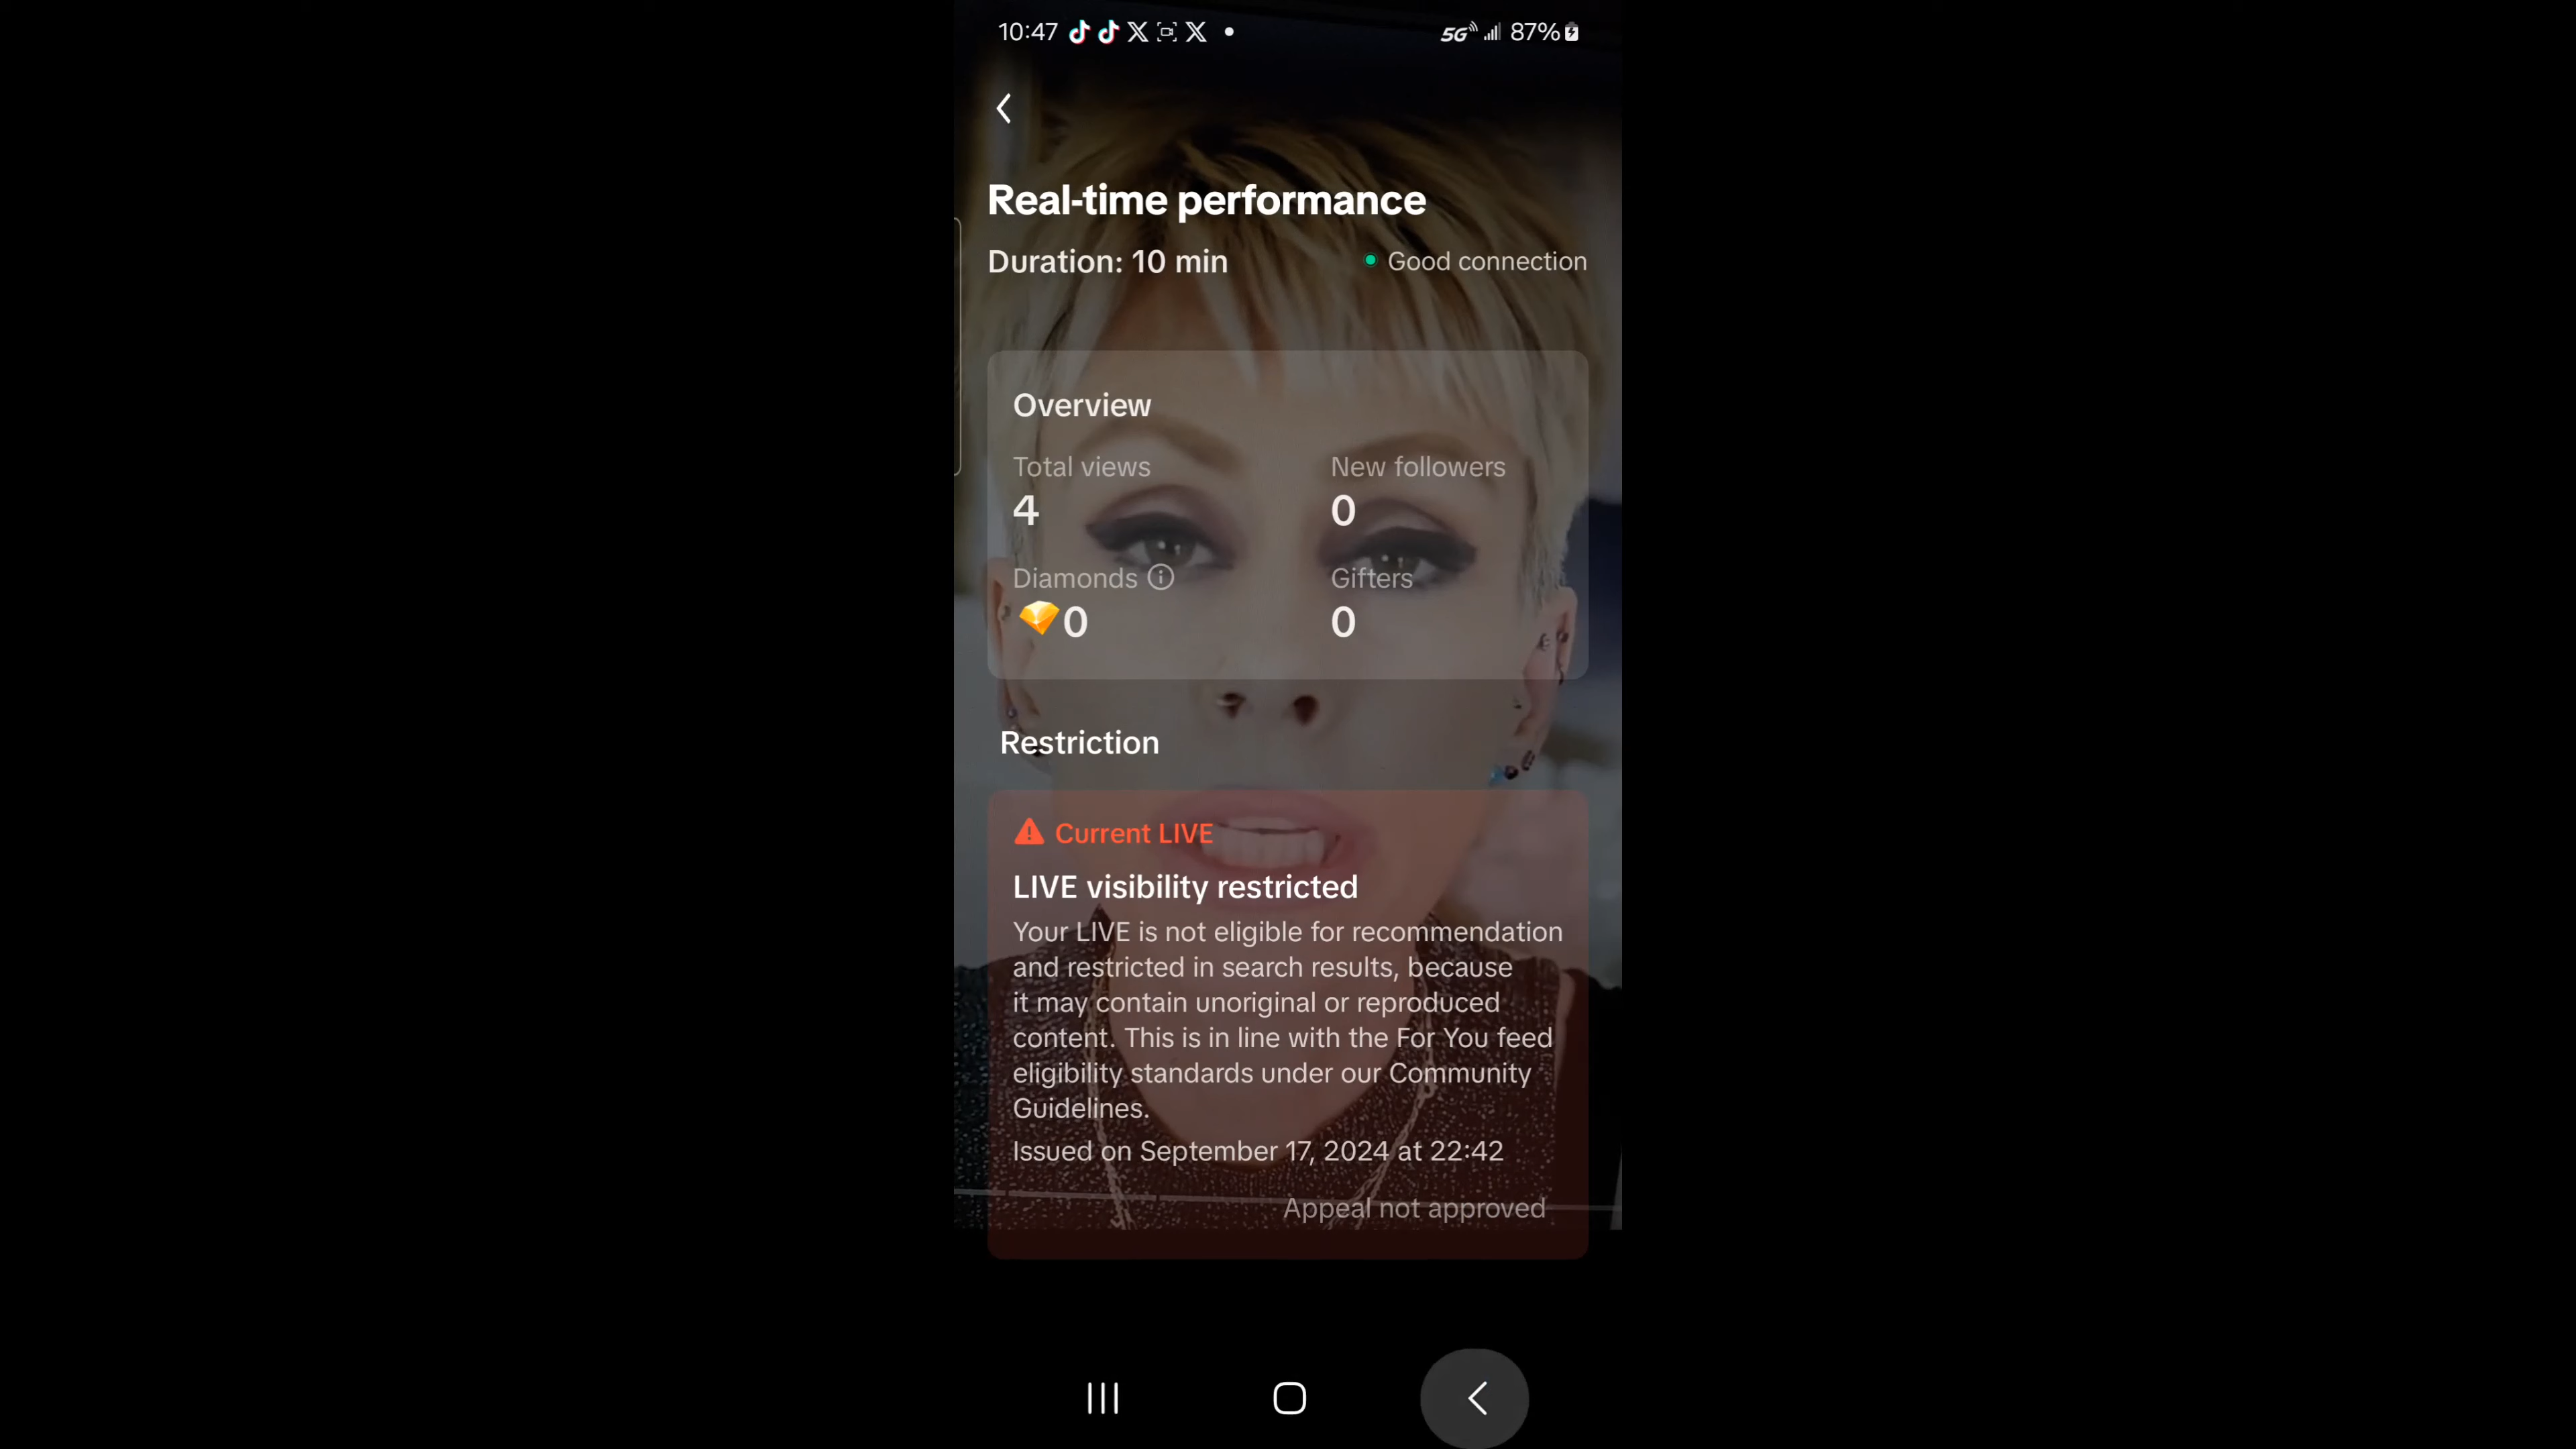 10:47 5G 87%
Real-time performance
Duration: 10 min Good connection
Overview
Total views New followers
4 0
Diamonds Gifters
0 0
Restriction
Current LIVE
LIVE visibility restricted
Your LIVE is not eligible for recommendation
and restricted in search results, because
it may contain unoriginal or reproduced
content. This is in line with the For You feed
eligibility standards under our Community
Guidelines.
Issued on September 17, 2024 at 22:42
Appeal not approved